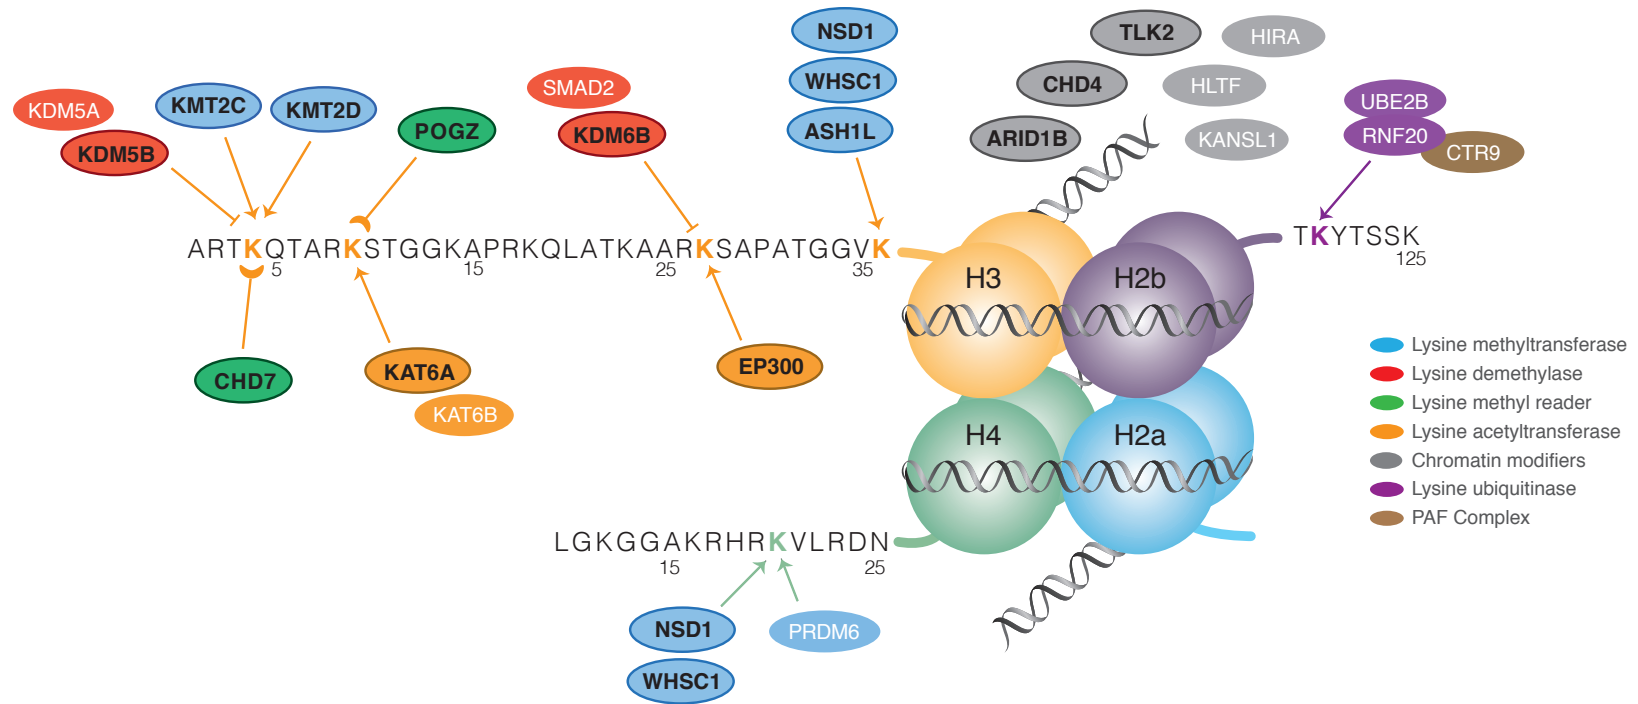 NSD1
TLK2
HIRA
WHSC1
SMAD2
CHD4
HLTF
UBE2B
KDM5A
KMT2C
KMT2D
POGZ
KDM6B
ASH1L
ARID1B
KANSL1
RNF20
CTR9
KDM5B
ARTKQTARKSTGGKAPRKQLATKAARKSAPATGGVK
5 15 25 35
TKYTSSK
125
H3
H2b
CHD7
KAT6A
KAT6B
EP300
H4
H2a
Lysine methyltransferase
Lysine demethylase
Lysine methyl reader
Lysine acetyltransferase
Chromatin modifiers
Lysine ubiquitinase
PAF Complex
LGKGGAKRHRKVLRDN
15 25
NSD1
PRDM6
WHSC1